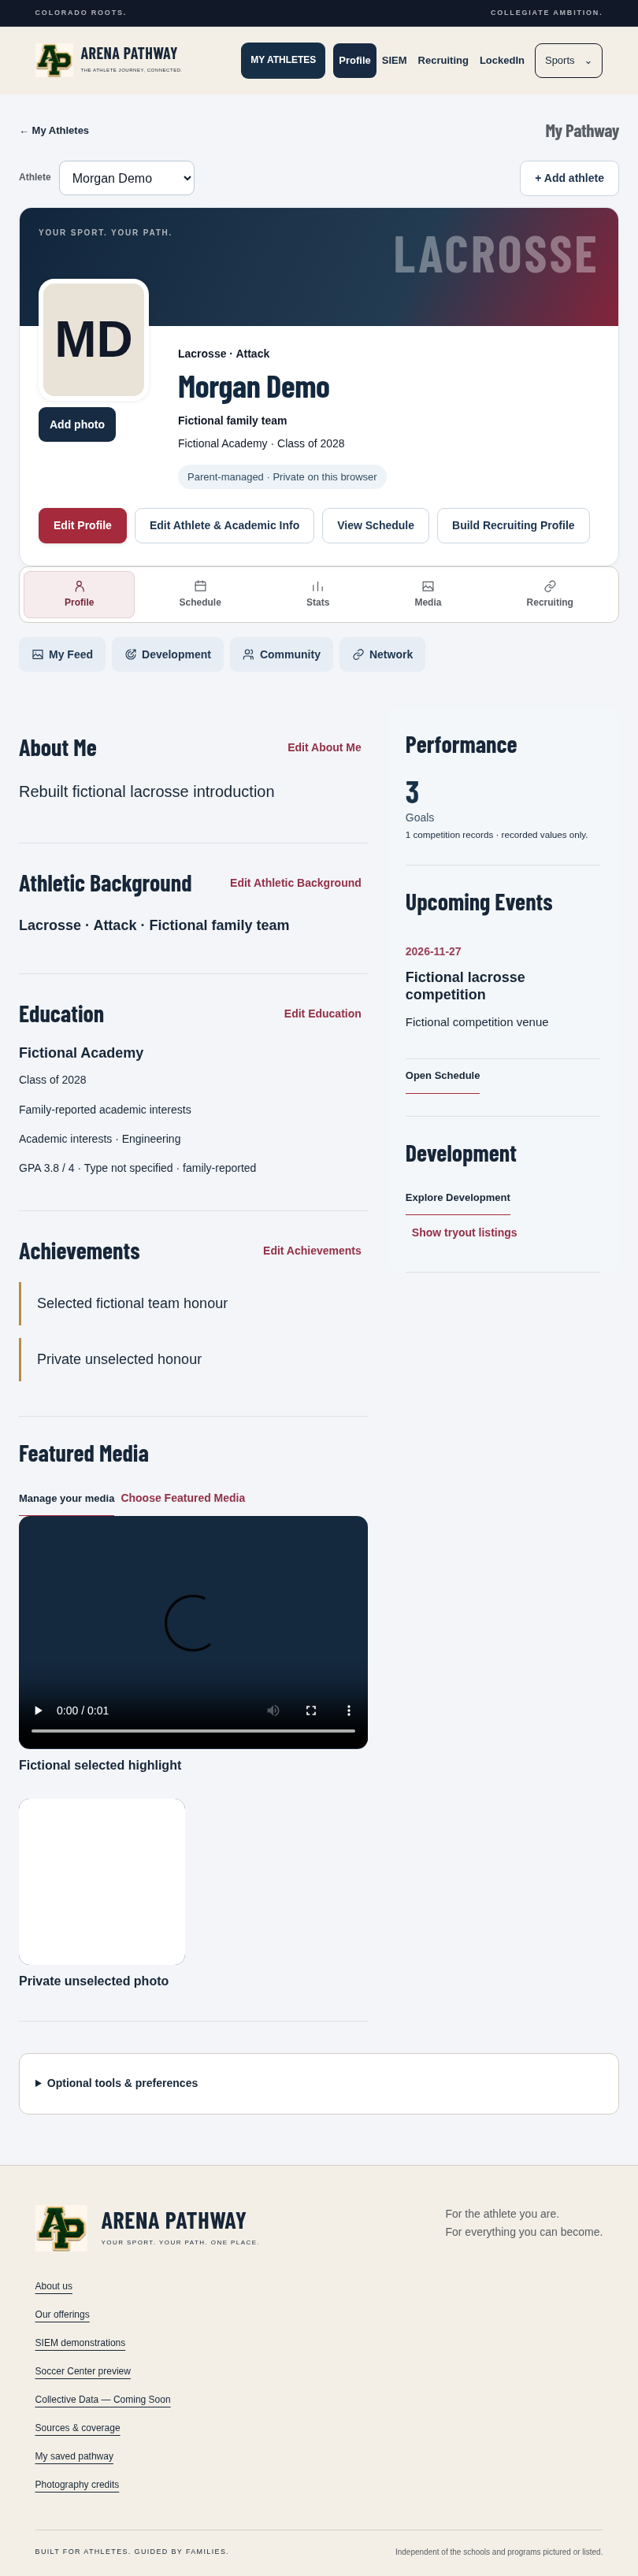 COLORADO ROOTS.
COLLEGIATE AMBITION.
AP
ARENA PATHWAY
THE ATHLETE JOURNEY, CONNECTED.
MY ATHLETES
Profile
SIEM
Recruiting
LockedIn
Sports
← My Athletes
My Pathway
Athlete
Morgan Demo
+ Add athlete
YOUR SPORT. YOUR PATH.
LACROSSE
MD
Add photo
Lacrosse · Attack
Morgan Demo
Fictional family team
Fictional Academy · Class of 2028
Parent-managed · Private on this browser
Edit Profile
Edit Athlete & Academic Info
View Schedule
Build Recruiting Profile
Profile
Schedule
Stats
Media
Recruiting
My Feed
Development
Community
Network
About Me
Edit About Me
Rebuilt fictional lacrosse introduction
Athletic Background
Edit Athletic Background
Lacrosse · Attack · Fictional family team
Education
Edit Education
Fictional Academy
Class of 2028
Family-reported academic interests
Academic interests · Engineering
GPA 3.8 / 4 · Type not specified · family-reported
Achievements
Edit Achievements
Selected fictional team honour
Private unselected honour
Featured Media
Manage your media
Choose Featured Media
0:00 / 0:01
Fictional selected highlight
Private unselected photo
Performance
3
Goals
1 competition records · recorded values only.
Upcoming Events
2026-11-27
Fictional lacrosse
competition
Fictional competition venue
Open Schedule
Development
Explore Development
Show tryout listings
▶ Optional tools & preferences
AP
ARENA PATHWAY
YOUR SPORT. YOUR PATH. ONE PLACE.
For the athlete you are.
For everything you can become.
About us
Our offerings
SIEM demonstrations
Soccer Center preview
Collective Data — Coming Soon
Sources & coverage
My saved pathway
Photography credits
BUILT FOR ATHLETES. GUIDED BY FAMILIES.
Independent of the schools and programs pictured or listed.